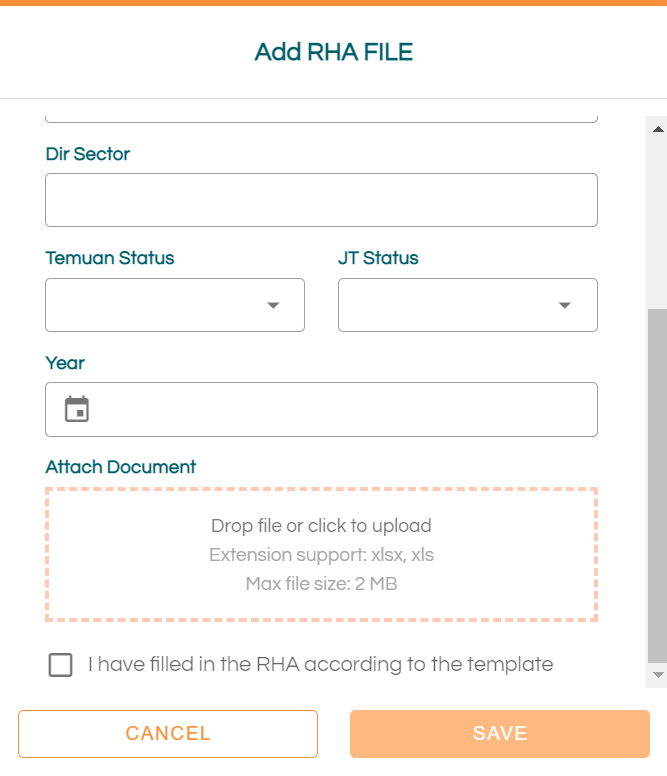 Add RHA FILE
Dir Sector
Temuan Status
JT Status
Year
Attach Document
Drop file or click to upload
Extension support: xlsx, xls
Max file size: 2 MB
I have filled in the RHA according to the template
CANCEL
SAVE